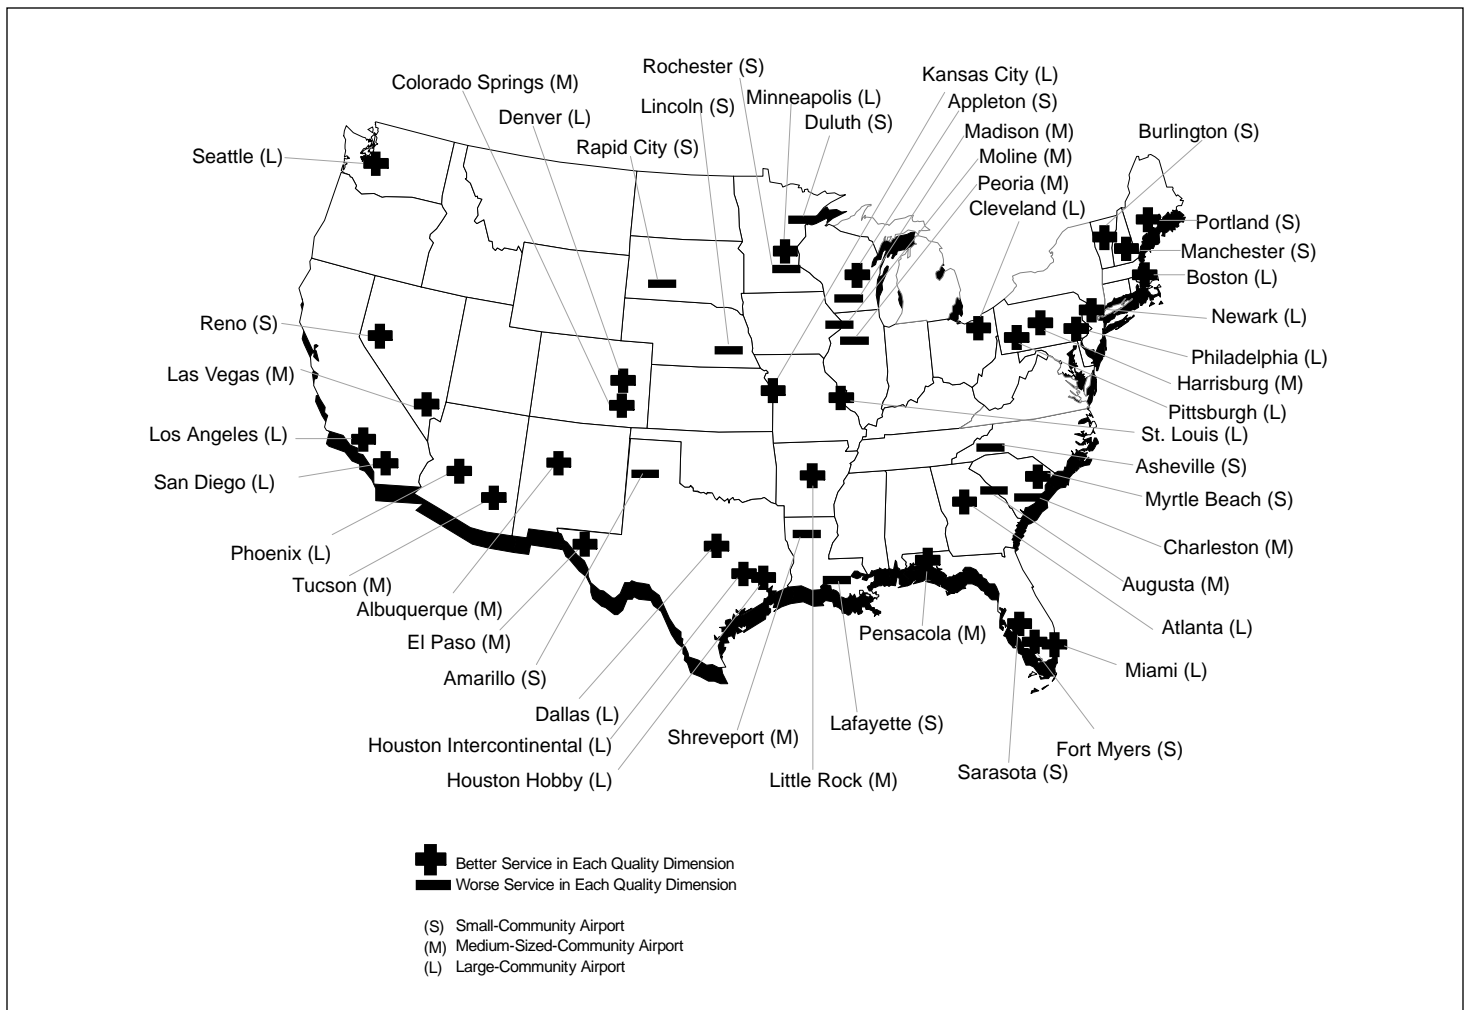 Rochester (S)
Kansas City (L)
Colorado Springs (M)
Lincoln (S)
Minneapolis (L)
Appleton (S)
Denver (L)
Duluth (S)
Madison (M)
Burlington (S)
Rapid City (S)
Moline (M)
Seattle (L)
Peoria (M)
Cleveland (L)
Portland (S)
Manchester (S)
Boston (L)
Reno (S)
Newark (L)
Philadelphia (L)
Las Vegas (M)
Harrisburg (M)
Pittsburgh (L)
Los Angeles (L)
St. Louis (L)
Asheville (S)
San Diego (L)
Myrtle Beach (S)
Phoenix (L)
Charleston (M)
Tucson (M)
Augusta (M)
Albuquerque (M)
Atlanta (L)
El Paso (M)
Pensacola (M)
Amarillo (S)
Miami (L)
Dallas (L)
Lafayette (S)
Houston Intercontinental (L)
Shreveport (M)
Fort Myers (S)
Houston Hobby (L)
Little Rock (M)
Sarasota (S)
Better Service in Each Quality Dimension
Worse Service in Each Quality Dimension
(S) Small-Community Airport
(M) Medium-Sized-Community Airport
(L) Large-Community Airport